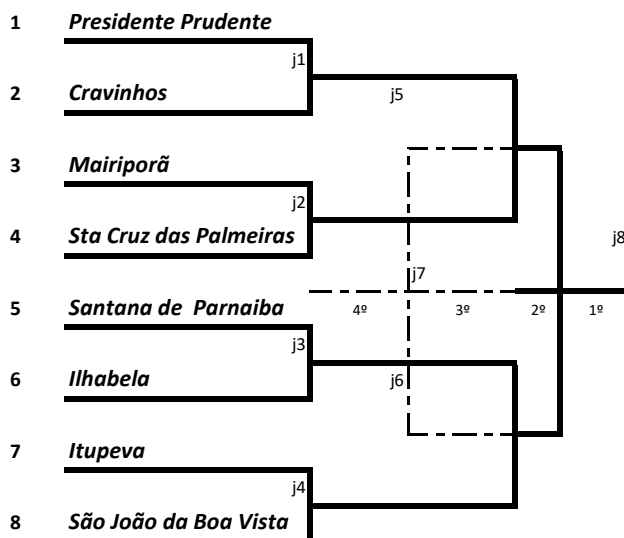 1 Presidente Prudente
j1
2 Cravinhos
j5
3 Mairiporã
j2
4 Sta Cruz das Palmeiras
j8
j7
5 Santana de Parnaiba
4º 3º 2º 1º
j3
6 Ilhabela
j6
7 Itupeva
j4
8 São João da Boa Vista